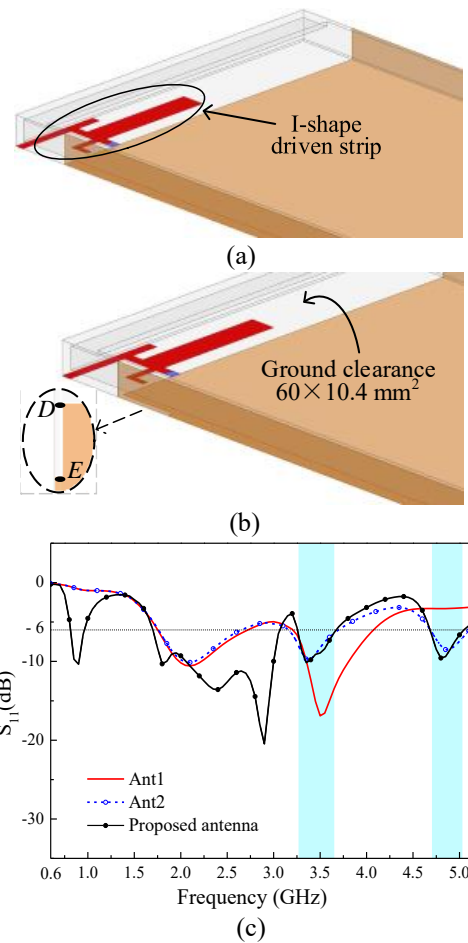 I-shape
driven strip
(a)
Ground clearance
60×10.4 mm²
D
E
(b)
0
-6
-10
-20
-30
S₁₁(dB)
Ant1
Ant2
Proposed antenna
0.6 1.0 1.5 2.0 2.5 3.0 3.5 4.0 4.5 5.0
Frequency (GHz)
(c)